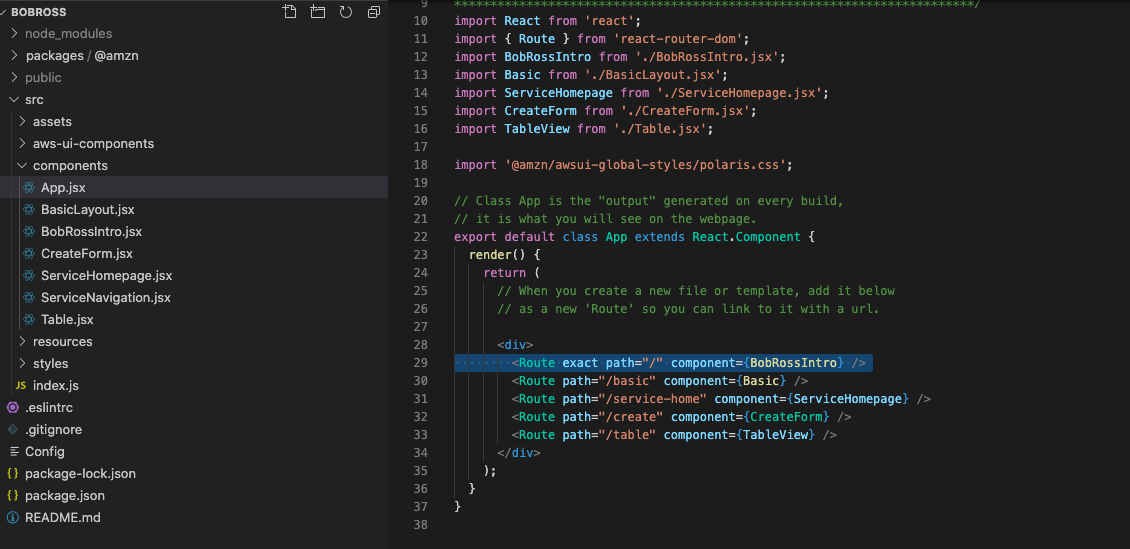 BOBROSS
node_modules
packages / @amzn
public
src
assets
aws-ui-components
components
App.jsx
BasicLayout.jsx
BobRossIntro.jsx
CreateForm.jsx
ServiceHomepage.jsx
ServiceNavigation.jsx
Table.jsx
resources
styles
JS index.js
.eslintrc
.gitignore
Config
{} package-lock.json
{} package.json
README.md
9 ************************************************************************/
10 import React from 'react';
11 import { Route } from 'react-router-dom';
12 import BobRossIntro from './BobRossIntro.jsx';
13 import Basic from './BasicLayout.jsx';
14 import ServiceHomepage from './ServiceHomepage.jsx';
15 import CreateForm from './CreateForm.jsx';
16 import TableView from './Table.jsx';
17
18 import '@amzn/awsui-global-styles/polaris.css';
19
20 // Class App is the "output" generated on every build,
21 // it is what you will see on the webpage.
22 export default class App extends React.Component {
23   render() {
24     return (
25       // When you create a new file or template, add it below
26       // as a new 'Route' so you can link to it with a url.
27
28       <div>
29         <Route exact path="/" component={BobRossIntro} />
30         <Route path="/basic" component={Basic} />
31         <Route path="/service-home" component={ServiceHomepage} />
32         <Route path="/create" component={CreateForm} />
33         <Route path="/table" component={TableView} />
34       </div>
35     );
36   }
37 }
38